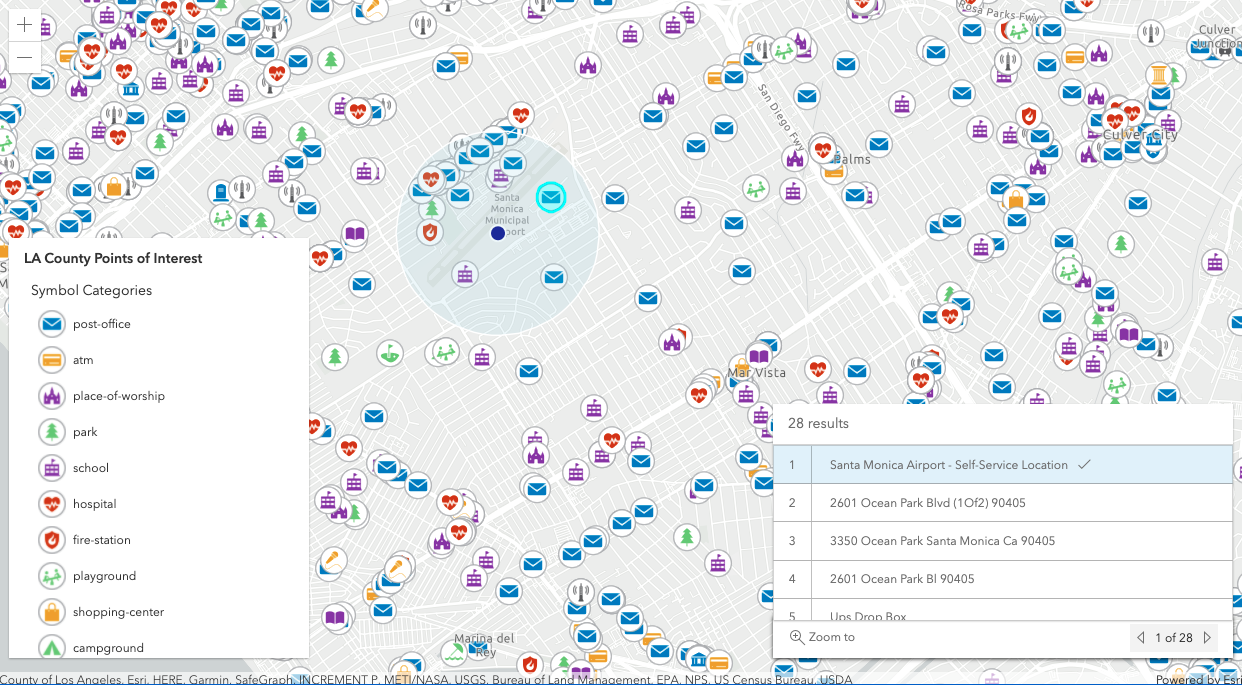 Rosa Parks Fwy
Culver
Junction
San Diego Fwy
Culver City
Palms
Santa
Monica
Municipal
port
LA County Points of Interest
Symbol Categories
post-office
atm
place-of-worship
park
school
hospital
fire-station
playground
shopping-center
campground
Mar Vista
28 results
1 Santa Monica Airport - Self-Service Location
2 2601 Ocean Park Blvd (1Of2) 90405
3 3350 Ocean Park Santa Monica Ca 90405
4 2601 Ocean Park Bl 90405
5 Ups Drop Box
Zoom to
1 of 28
Marina del
Rey
County of Los Angeles, Esri, HERE, Garmin, SafeGraph, INCREMENT P, METI/NASA, USGS, Bureau of Land Management, EPA, NPS, US Census Bureau, USDA
Powered by Esri